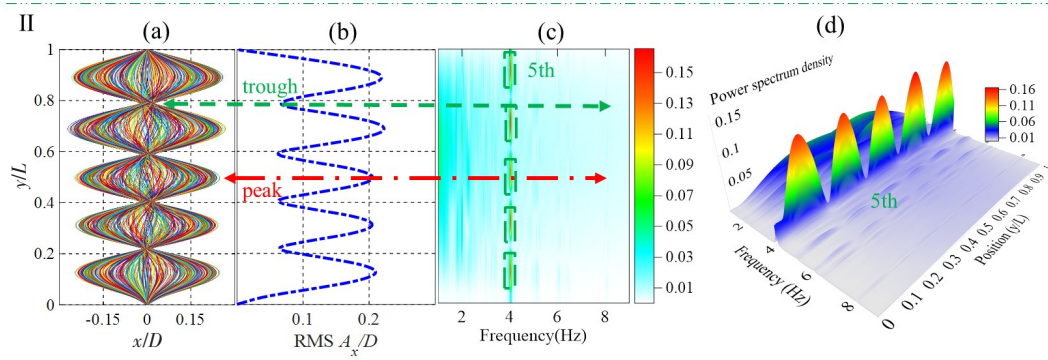 II
(a)
(b)
(c)
(d)
1
0.8
0.6
0.4
0.2
0
y/L
-0.15 0 0.15
x/D
trough
peak
0.1 0.2
RMS A_x/D
5th
2 4 6 8
Frequency(Hz)
0.15
0.13
0.11
0.09
0.07
0.05
0.03
0.01
Power spectrum density
0.15
0.1
0.05
0.16
0.11
0.06
0.01
5th
2 4 6 8
Frequency (Hz)
0 0.1 0.2 0.3 0.4 0.5 0.6 0.7 0.8 0.9
Position (y/L)